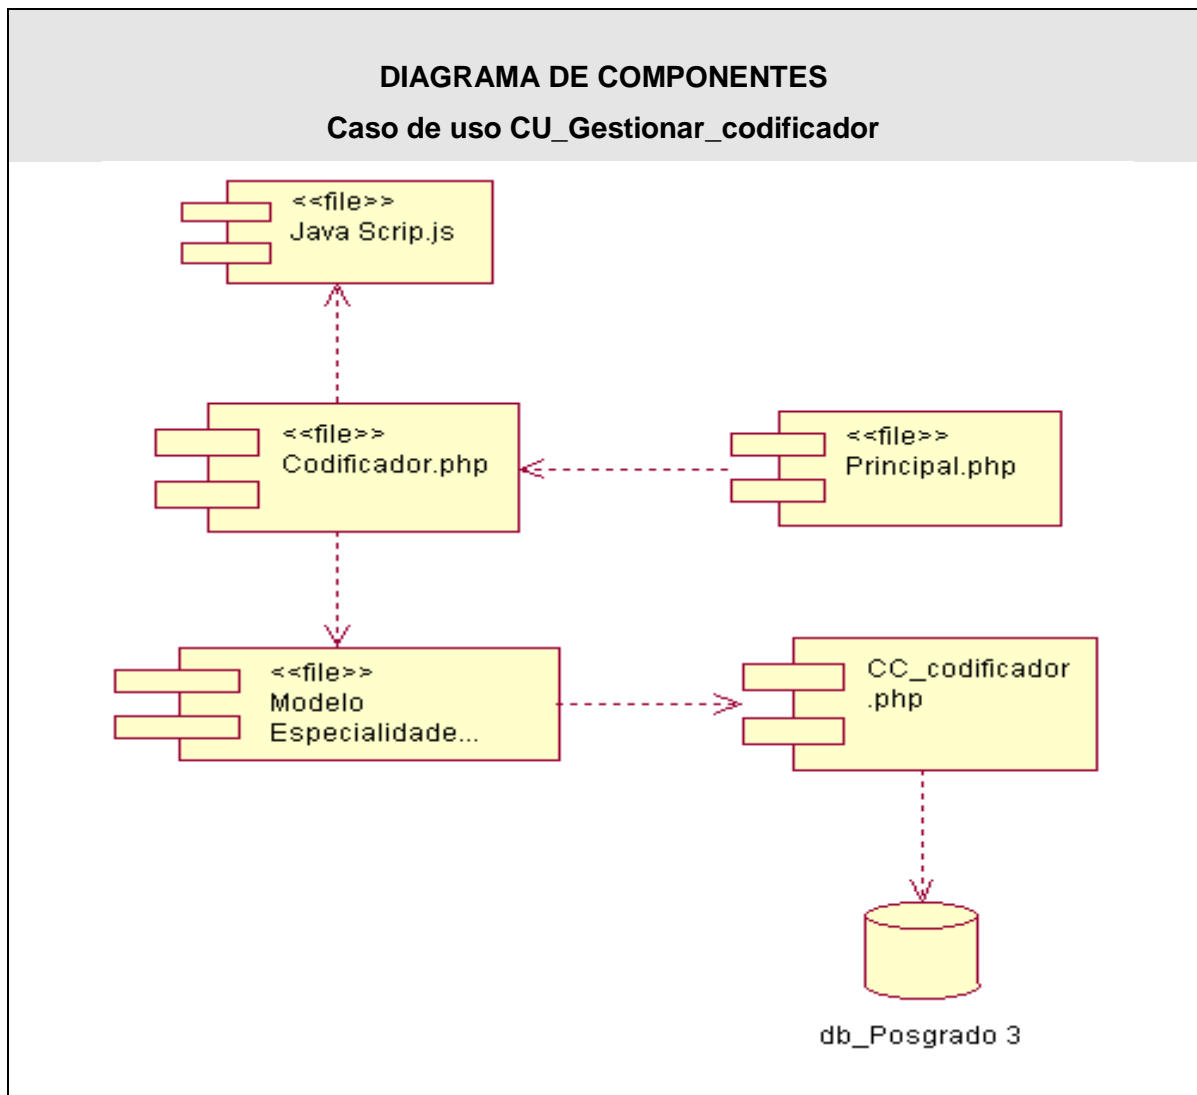 DIAGRAMA DE COMPONENTES
Caso de uso CU_Gestionar_codificador
<<file>>
Java Scrip.js
<<file>>
Codificador.php
<<file>>
Principal.php
<<file>>
Modelo
Especialidade...
CC_codificador
.php
db_Posgrado 3